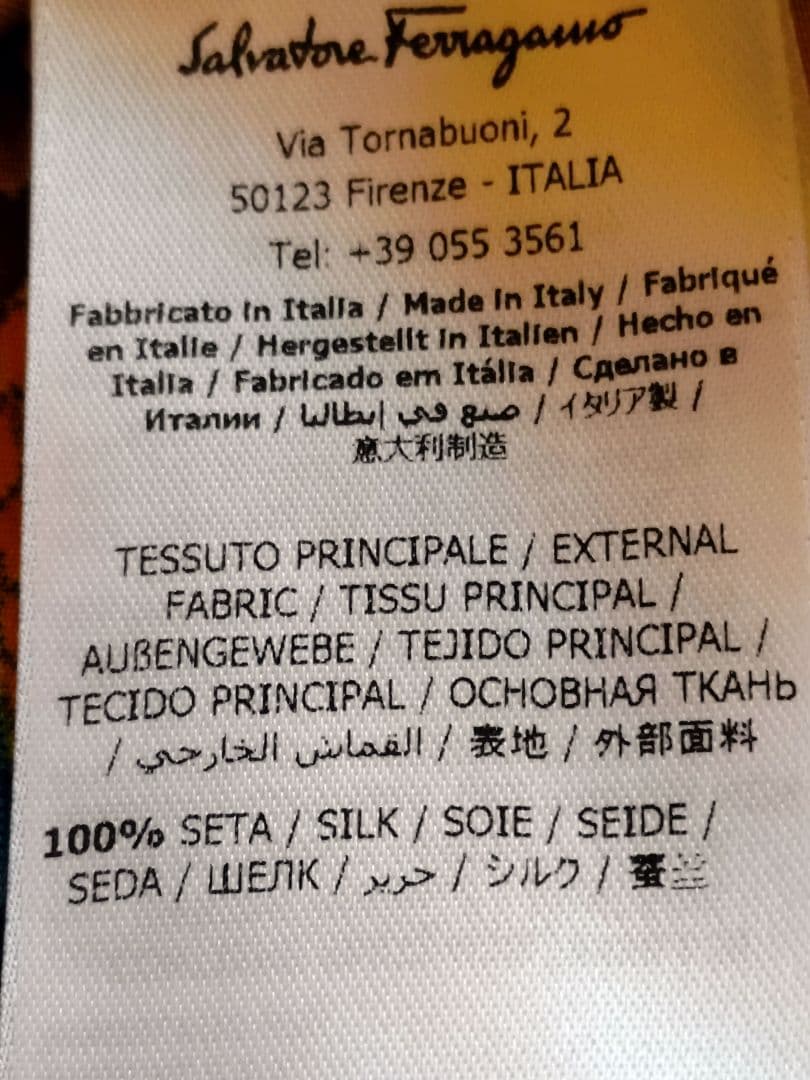 Salvatore Ferragamo
Via Tornabuoni, 2
50123 Firenze - ITALIA
Tel: +39 055 3561
Fabbricato in Italia / Made in Italy / Fabriqué
en Italie / Hergestellt in Italien / Hecho en
Italia / Fabricado em Itália / Сделано в
Италии / صنع في إيطاليا / イタリア製 /
意大利制造
TESSUTO PRINCIPALE / EXTERNAL
FABRIC / TISSU PRINCIPAL /
AUßENGEWEBE / TEJIDO PRINCIPAL /
TECIDO PRINCIPAL / ОСНОВНАЯ ТКАНЬ
/ القماش الخارجي / 表地 / 外部面料
100% SETA / SILK / SOIE / SEIDE /
SEDA / ШЕЛК / حرير / シルク /